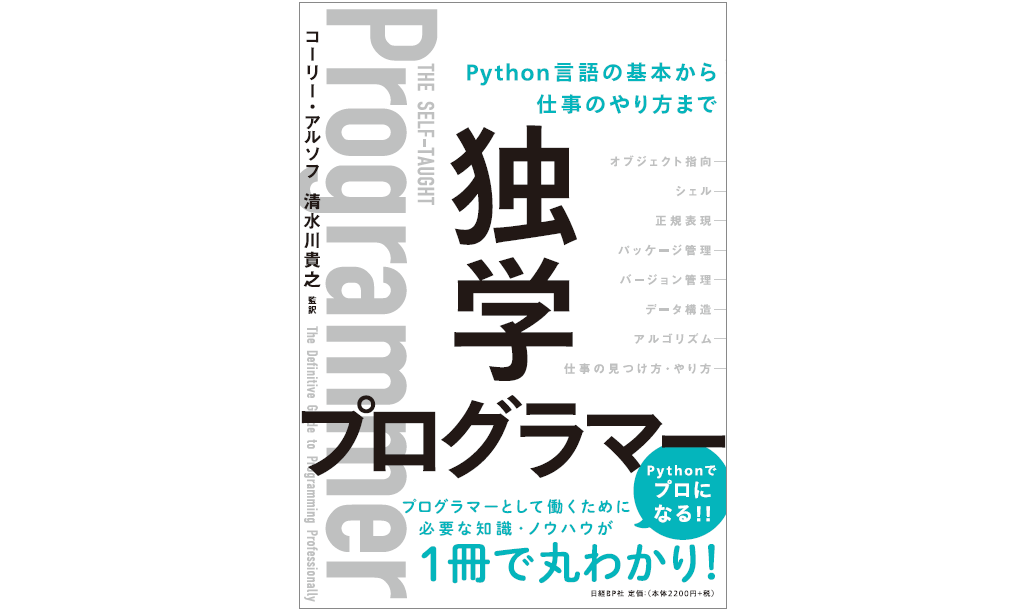 Python言語の基本から
仕事のやり方まで
THE SELF-TAUGHT
Programmer
コーリー・アルソフ 清水川貴之 監訳
The Definitive Guide to Programming Professionally
独学
プログラマー
オブジェクト指向
シェル
正規表現
パッケージ管理
バージョン管理
データ構造
アルゴリズム
仕事の見つけ方・やり方
Pythonで
プロに
なる!!
プログラマーとして働くために
必要な知識・ノウハウが
1冊で丸わかり!
日経BP社 定価:(本体2200円+税)